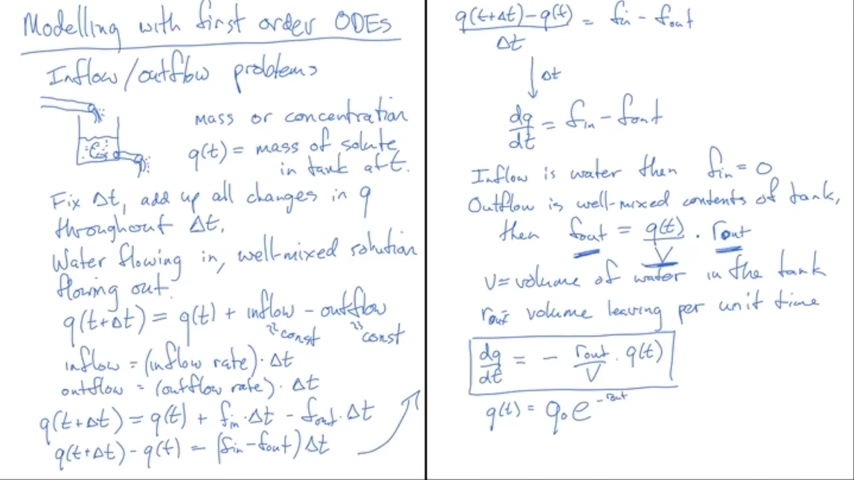 Modelling with first order ODEs
Inflow/outflow problems
mass or concentration
q(t) = mass of solute
in tank at t.
Fix Δt, add up all changes in q
throughout Δt.
Water flowing in, well-mixed solution
flowing out.
q(t+Δt) = q(t) + inflow - outflow
≈const ≈const
inflow = (inflow rate)·Δt
outflow = (outflow rate)·Δt
q(t+Δt) = q(t) + fin·Δt - fout·Δt
q(t+Δt) - q(t) = (fin-fout)Δt
q(t+Δt)-q(t) / Δt = fin - fout
↓Δt
dq/dt = fin - fout
Inflow is water then fin = 0
Outflow is well-mixed contents of tank,
then fout = q(t)/V · rout
V = volume of water in the tank
rout = volume leaving per unit time
dq/dt = - rout/V · q(t)
q(t) = q₀e^-rout